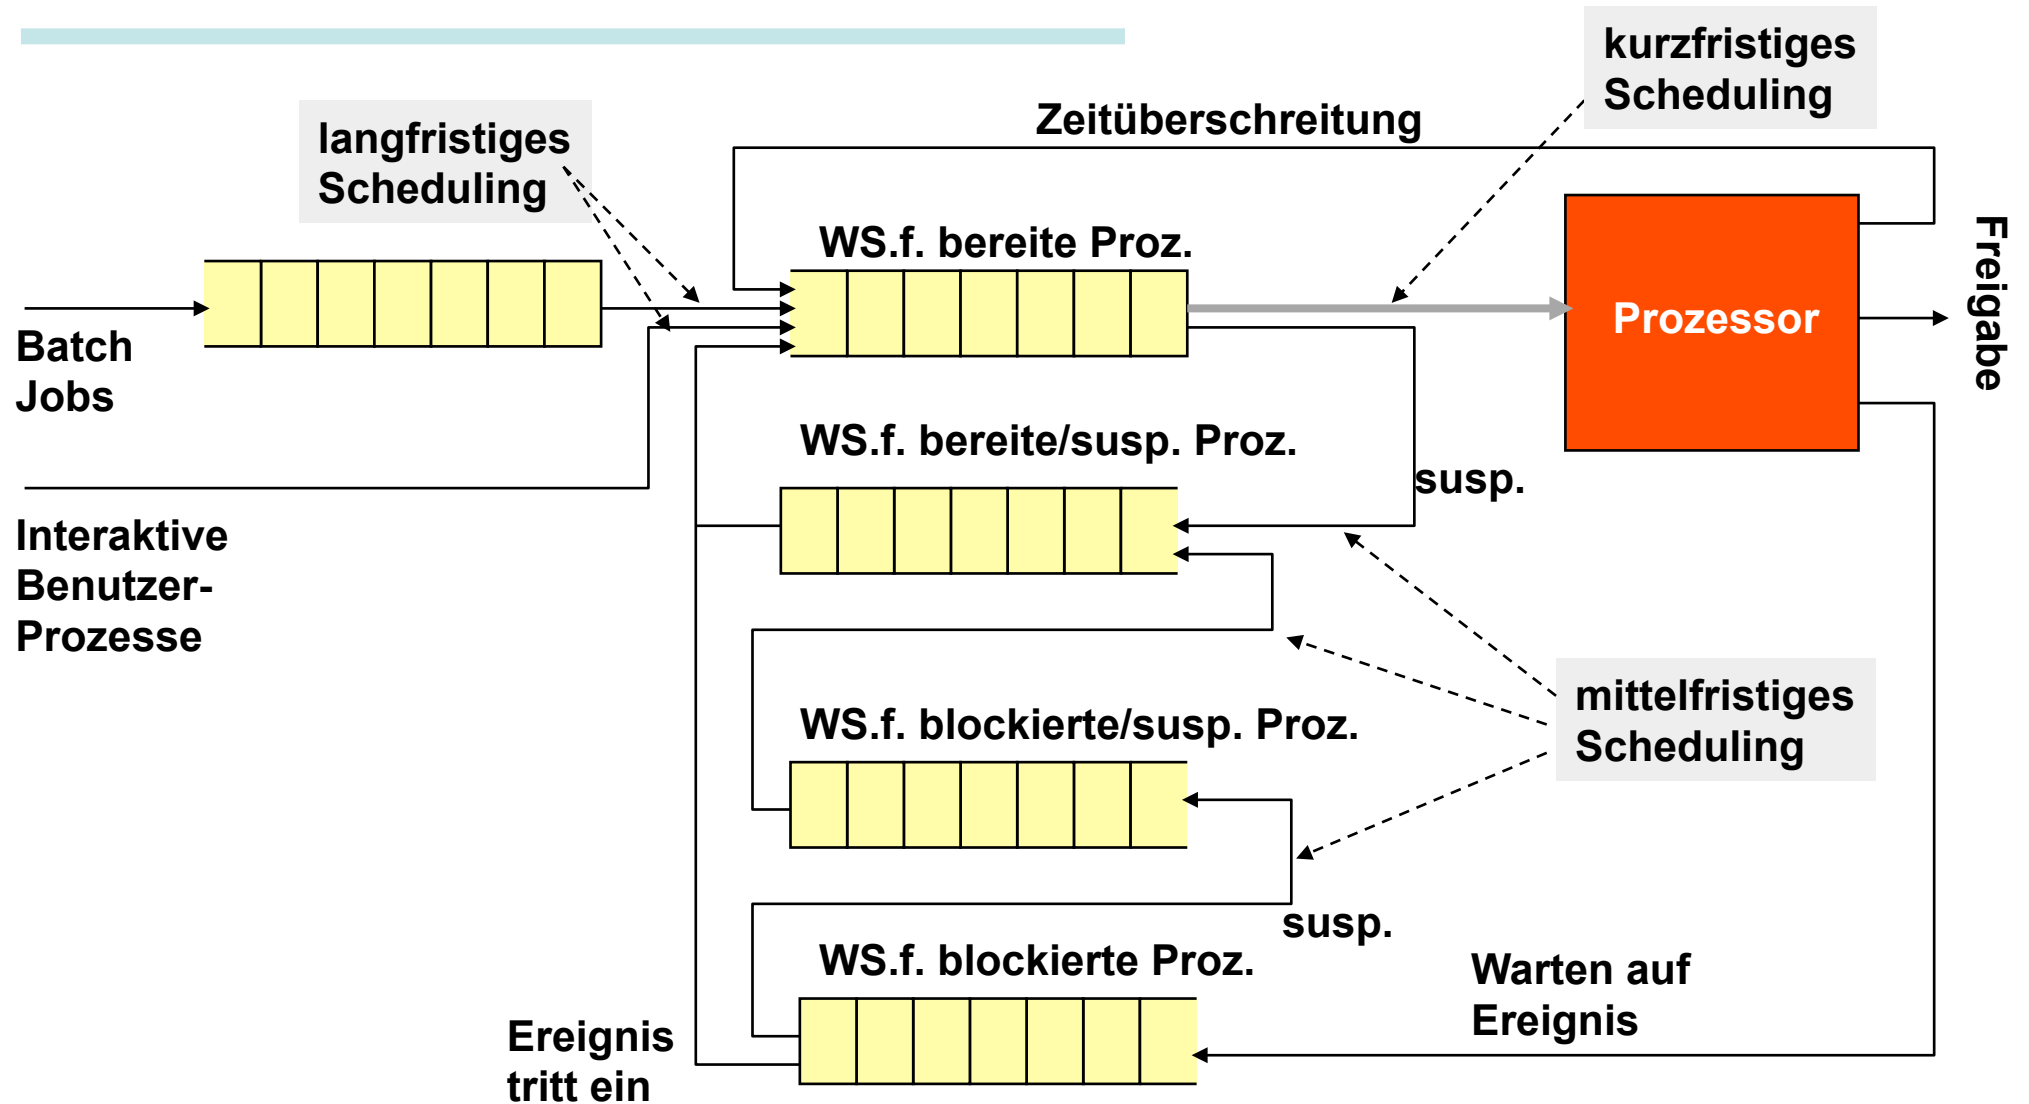 kurzfristiges
Scheduling
Zeitüberschreitung
langfristiges
Scheduling
WS.f. bereite Proz.
Freigabe
Prozessor
Batch
Jobs
WS.f. bereite/susp. Proz.
susp.
Interaktive
Benutzer-
Prozesse
mittelfristiges
Scheduling
WS.f. blockierte/susp. Proz.
susp.
WS.f. blockierte Proz.
Warten auf
Ereignis
Ereignis
tritt ein